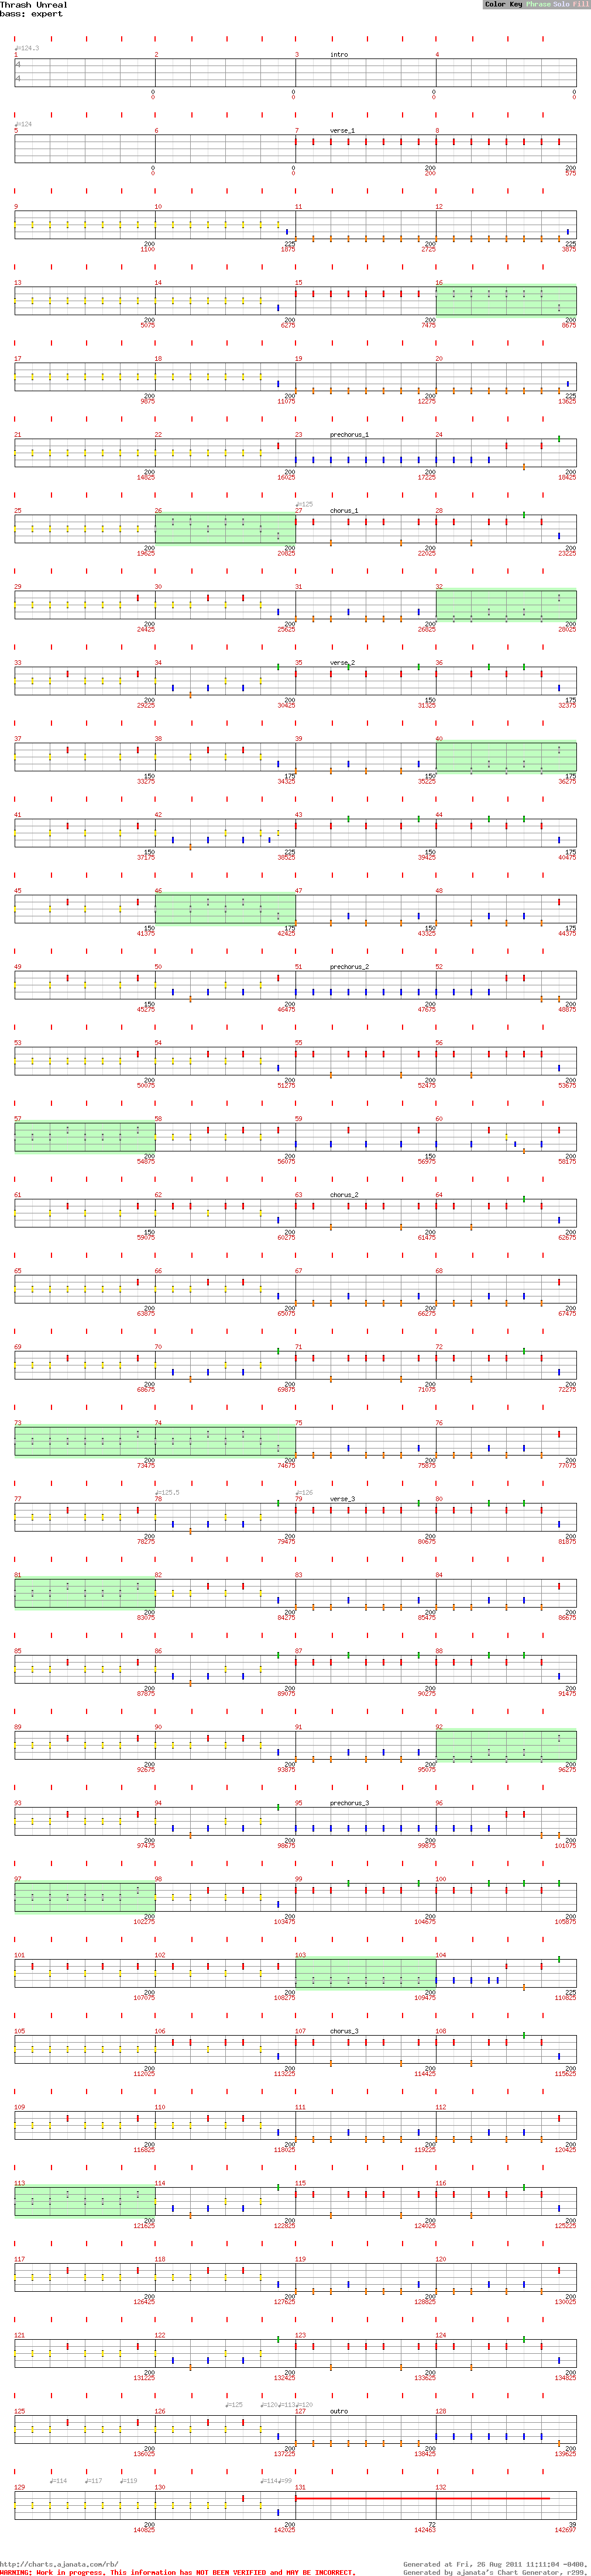 Thrash Unreal
bass: expert
Color Key Phrase Solo Fill
♩=124.3
1 2 3 intro 4
4
4
0 0 0 0
0 0 0 0
♩=124
5 6 7 verse_1 8
0 0 200 200
0 0 200 575
9 10 11 12
200 225 200 225
1100 1875 2725 3875
13 14 15 16
200 200 200 200
5075 6275 7475 8675
17 18 19 20
200 200 200 225
9875 11075 12275 13625
21 22 23 prechorus_1 24
200 200 200 200
14825 16025 17225 18425
♩=125
25 26 27 chorus_1 28
200 200 200 200
19625 20825 22025 23225
29 30 31 32
200 200 200 200
24425 25625 26825 28025
33 34 35 verse_2 36
200 200 150 175
29225 30425 31325 32375
37 38 39 40
150 175 150 175
33275 34325 35225 36275
41 42 43 44
150 225 150 175
37175 38525 39425 40475
45 46 47 48
150 175 150 175
41375 42425 43325 44375
49 50 51 prechorus_2 52
150 200 200 200
45275 46475 47675 48875
53 54 55 56
200 200 200 200
50075 51275 52475 53675
57 58 59 60
200 200 150 200
54875 56075 56975 58175
61 62 63 chorus_2 64
150 200 200 200
59075 60275 61475 62675
65 66 67 68
200 200 200 200
63875 65075 66275 67475
69 70 71 72
200 200 200 200
68675 69875 71075 72275
73 74 75 76
200 200 200 200
73475 74675 75875 77075
♩=125.5 ♩=126
77 78 79 verse_3 80
200 200 200 200
78275 79475 80675 81875
81 82 83 84
200 200 200 200
83075 84275 85475 86675
85 86 87 88
200 200 200 200
87875 89075 90275 91475
89 90 91 92
200 200 200 200
92675 93875 95075 96275
93 94 95 prechorus_3 96
200 200 200 200
97475 98675 99875 101075
97 98 99 100
200 200 200 200
102275 103475 104675 105875
101 102 103 104
200 200 200 225
107075 108275 109475 110825
105 106 107 chorus_3 108
200 200 200 200
112025 113225 114425 115625
109 110 111 112
200 200 200 200
116825 118025 119225 120425
113 114 115 116
200 200 200 200
121625 122825 124025 125225
117 118 119 120
200 200 200 200
126425 127625 128825 130025
121 122 123 124
200 200 200 200
131225 132425 133625 134825
♩=125 ♩=120 ♩=113 ♩=120
125 126 127 outro 128
200 200 200 200
136025 137225 138425 139625
♩=114 ♩=117 ♩=119 ♩=114 ♩=99
129 130 131 132
200 200 72 39
140825 142025 142463 142697
http://charts.ajanata.com/rb/
WARNING: Work in progress. This information has NOT BEEN VERIFIED and MAY BE INCORRECT.
Generated at Fri, 26 Aug 2011 11:11:04 -0400.
Generated by ajanata's Chart Generator, r299.